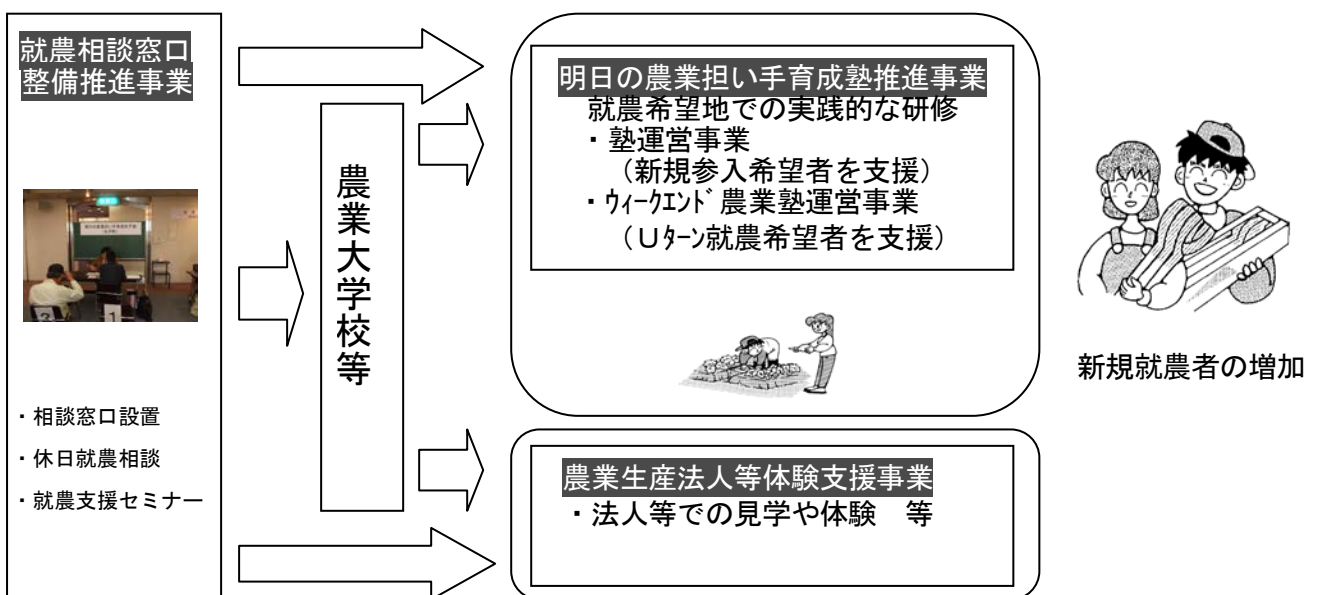 就農相談窓口
整備推進事業
・相談窓口設置
・休日就農相談
・就農支援セミナー
農業大学校等
明日の農業担い手育成塾推進事業
就農希望地での実践的な研修
・塾運営事業
（新規参入希望者を支援）
・ｳｨｰｸｴﾝﾄﾞ農業塾運営事業
（Ｕﾀｰﾝ就農希望者を支援）
農業生産法人等体験支援事業
・法人等での見学や体験　等
新規就農者の増加
2
1